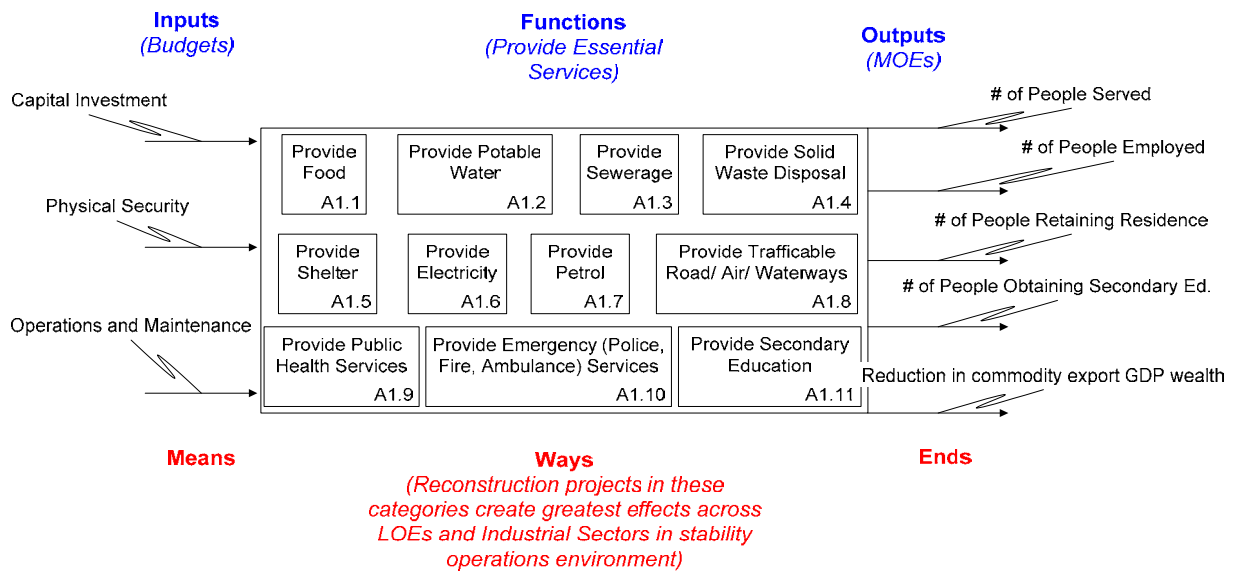 Inputs
(Budgets)
Functions
(Provide Essential
Services)
Outputs
(MOEs)
Capital Investment
Physical Security
Operations and Maintenance
Provide
Food
A1.1
Provide Potable
Water
A1.2
Provide
Sewerage
A1.3
Provide Solid
Waste Disposal
A1.4
Provide
Shelter
A1.5
Provide
Electricity
A1.6
Provide
Petrol
A1.7
Provide Trafficable
Road/ Air/ Waterways
A1.8
Provide Public
Health Services
A1.9
Provide Emergency (Police,
Fire, Ambulance) Services
A1.10
Provide Secondary
Education
A1.11
# of People Served
# of People Employed
# of People Retaining Residence
# of People Obtaining Secondary Ed.
Reduction in commodity export GDP wealth
Means
Ways
(Reconstruction projects in these
categories create greatest effects across
LOEs and Industrial Sectors in stability
operations environment)
Ends